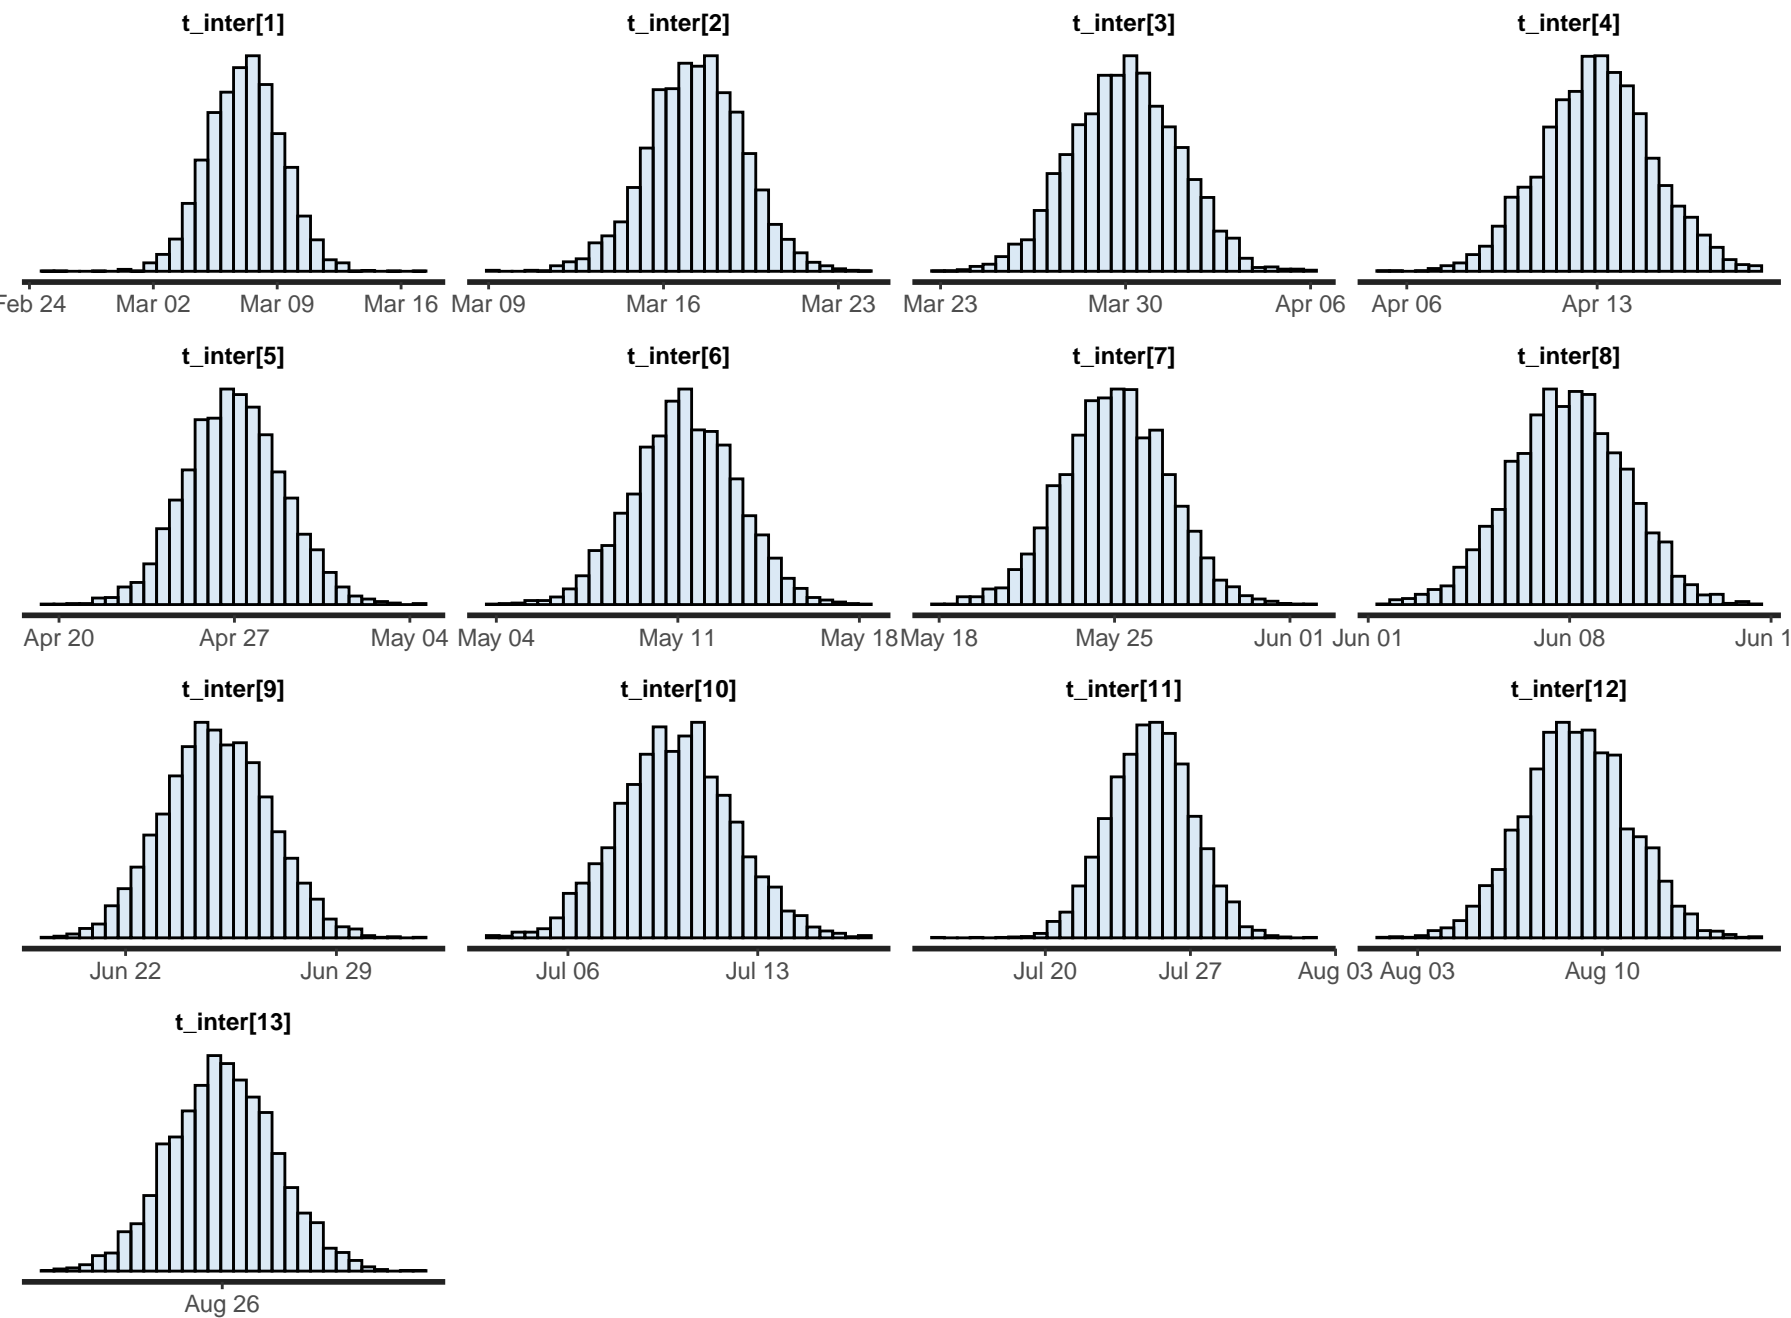 t_inter[1] t_inter[2] t_inter[3] t_inter[4]
Feb 24 Mar 02 Mar 09 Mar 16 Mar 09 Mar 16 Mar 23 Mar 23 Mar 30 Apr 06 Apr 06 Apr 13
t_inter[5] t_inter[6] t_inter[7] t_inter[8]
Apr 20 Apr 27 May 04 May 04 May 11 May 18 May 18 May 25 Jun 01 Jun 01 Jun 08 Jun 1
t_inter[9] t_inter[10] t_inter[11] t_inter[12]
Jun 22 Jun 29 Jul 06 Jul 13 Jul 20 Jul 27 Aug 03 Aug 03 Aug 10
t_inter[13]
Aug 26